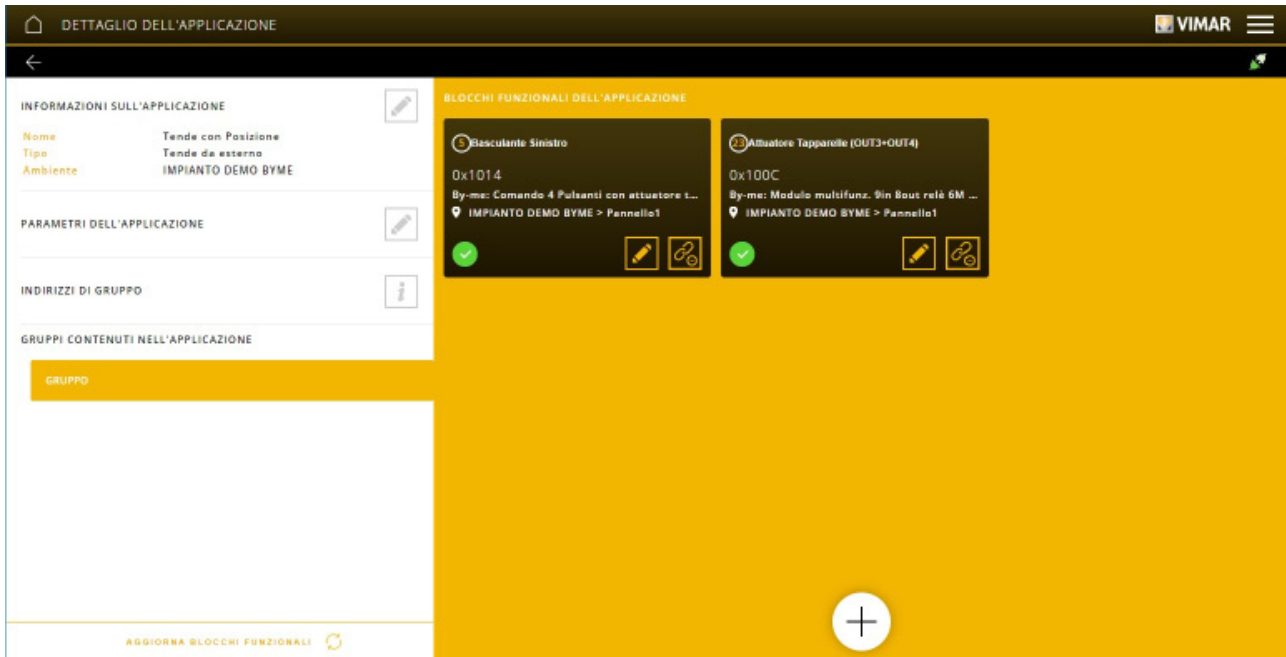 DETTAGLIO DELL'APPLICAZIONE
VIMAR
INFORMAZIONI SULL'APPLICAZIONE
Nome Tende con Posizione
Tipo Tende da esterno
Ambiente IMPIANTO DEMO BYME
PARAMETRI DELL'APPLICAZIONE
INDIRIZZI DI GRUPPO
GRUPPI CONTENUTI NELL'APPLICAZIONE
GRUPPO
AGGIORNA BLOCCHI FUNZIONALI
BLOCCHI FUNZIONALI DELL'APPLICAZIONE
5 Basculante Sinistro
0x1014
By-me: Comando 4 Pulsanti con attuatore t...
IMPIANTO DEMO BYME > Pannello1
23 Attuatore Tapparelle (OUT3+OUT4)
0x100C
By-me: Modulo multifunz. 9in 8out relè 6M ...
IMPIANTO DEMO BYME > Pannello1